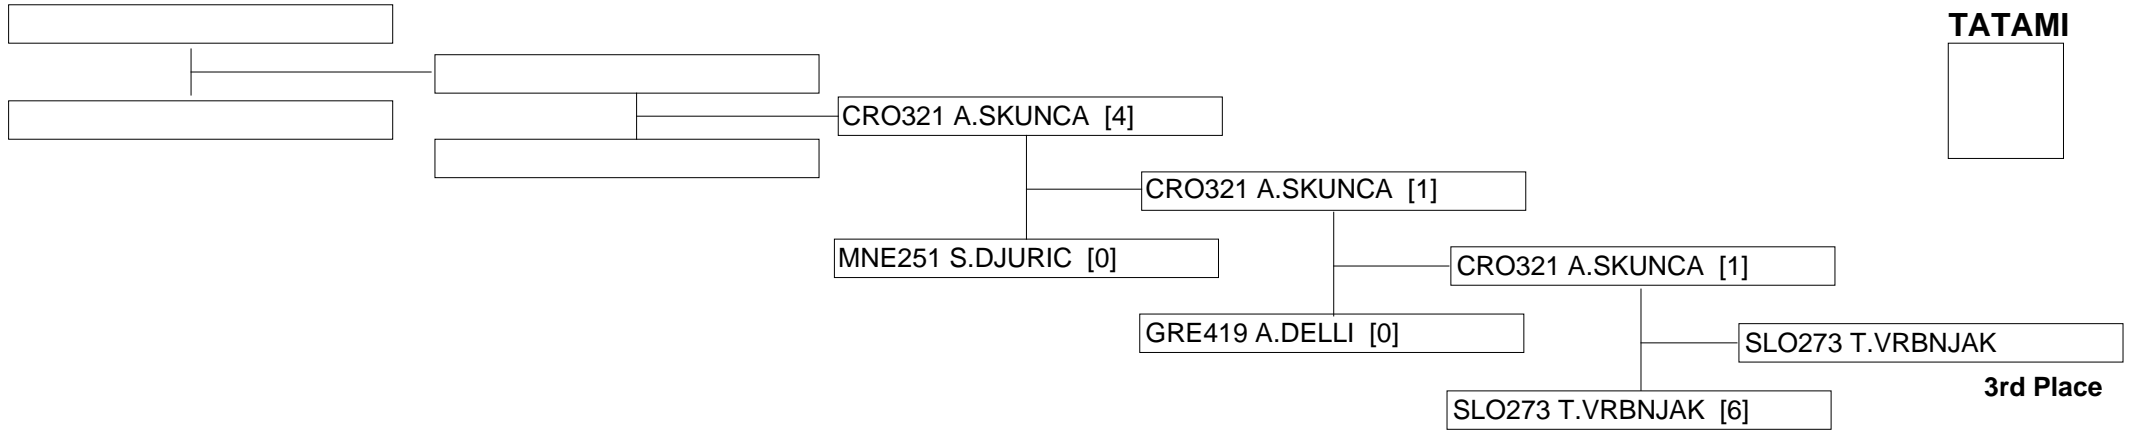 TATAMI
CRO321 A.SKUNCA [4]
CRO321 A.SKUNCA [1]
MNE251 S.DJURIC [0]
CRO321 A.SKUNCA [1]
GRE419 A.DELLI [0]
SLO273 T.VRBNJAK
3rd Place
SLO273 T.VRBNJAK [6]